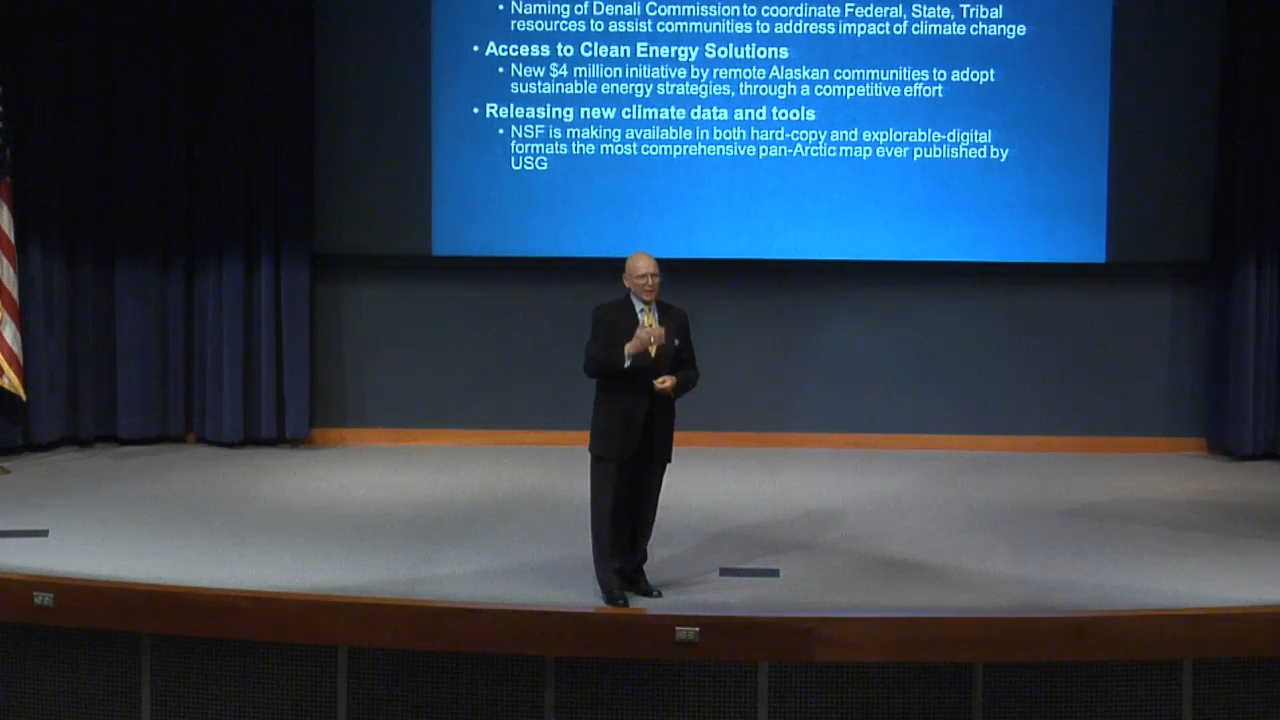 • Naming of Denali Commission to coordinate Federal, State, Tribal
resources to assist communities to address impact of climate change
• Access to Clean Energy Solutions
• New $4 million initiative by remote Alaskan communities to adopt
sustainable energy strategies, through a competitive effort
• Releasing new climate data and tools
• NSF is making available in both hard-copy and explorable-digital
formats the most comprehensive pan-Arctic map ever published by
USG